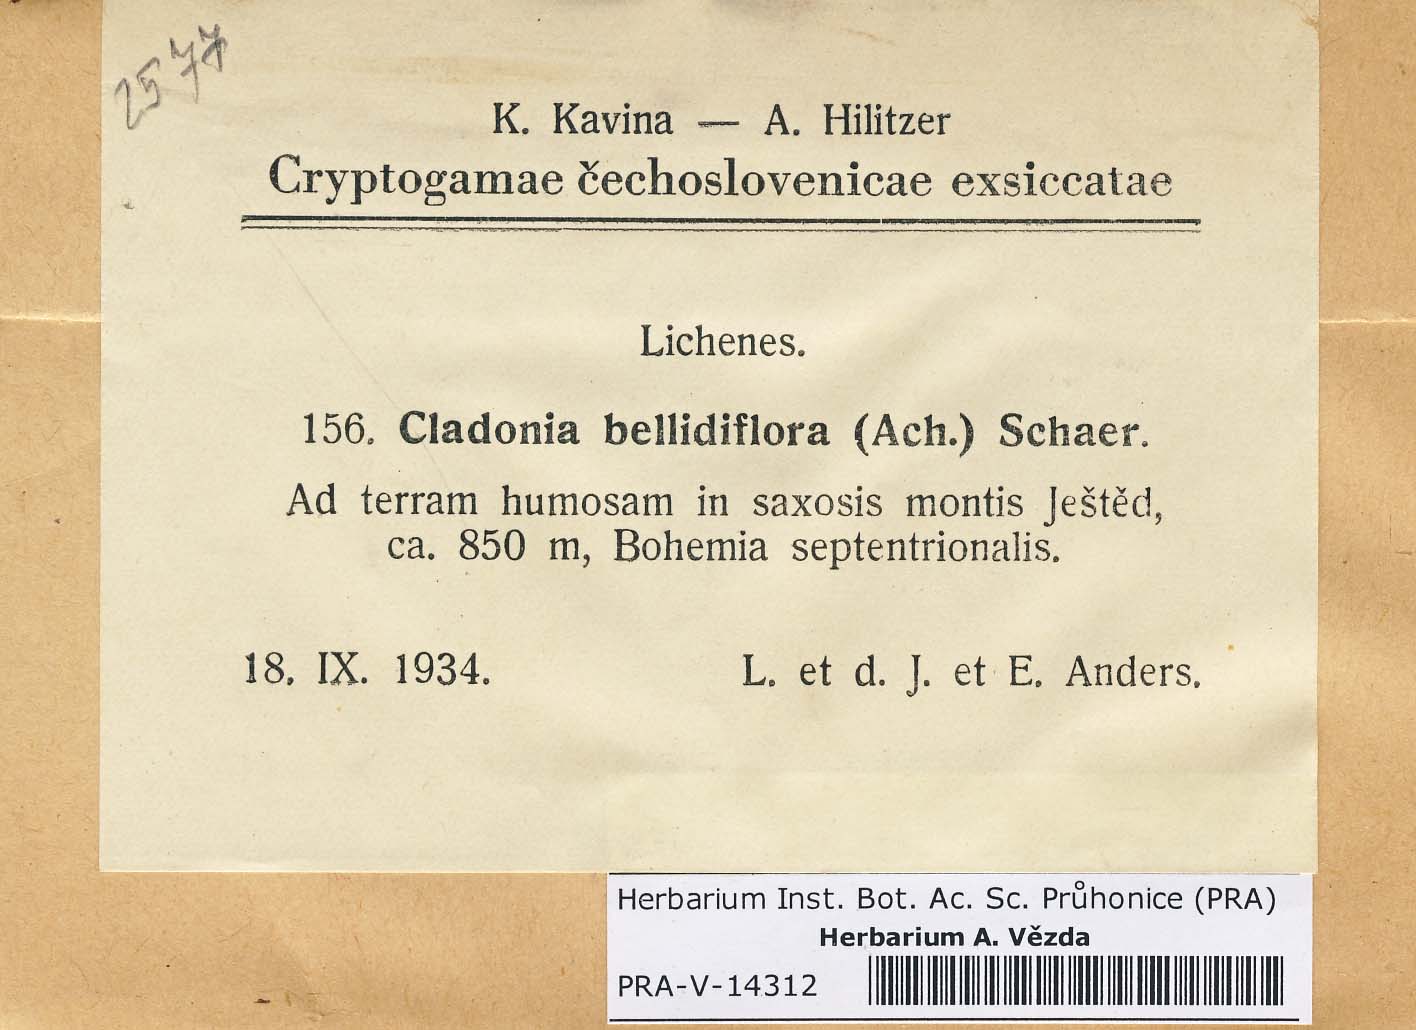 2577
K. Kavina — A. Hilitzer
Cryptogamae čechoslovenicae exsiccatae
Lichenes.
156. Cladonia bellidiflora (Ach.) Schaer.
Ad terram humosam in saxosis montis Ještěd,
ca. 850 m, Bohemia septentrionalis.
18. IX. 1934. L. et d. J. et E. Anders.
Herbarium Inst. Bot. Ac. Sc. Průhonice (PRA)
Herbarium A. Vězda
PRA-V-14312